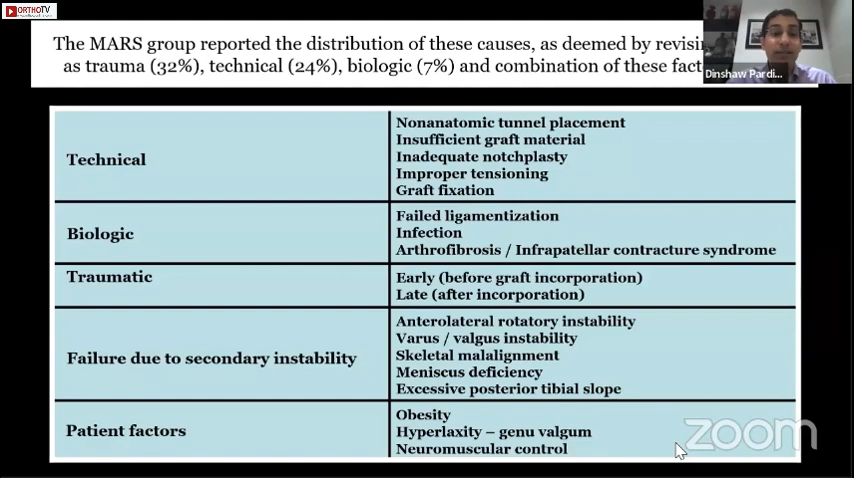 ORTHOTV
The MARS group reported the distribution of these causes, as deemed by
as trauma (32%), technical (24%), biologic (7%) and combination of these
Dinshaw Pardi...
Technical
Nonanatomic tunnel placement
Insufficient graft material
Inadequate notchplasty
Improper tensioning
Graft fixation
Biologic
Failed ligamentization
Infection
Arthrofibrosis / Infrapatellar contracture syndrome
Traumatic
Early (before graft incorporation)
Late (after incorporation)
Failure due to secondary instability
Anterolateral rotatory instability
Varus / valgus instability
Skeletal malalignment
Meniscus deficiency
Excessive posterior tibial slope
Patient factors
Obesity
Hyperlaxity – genu valgum
Neuromuscular control
zoom